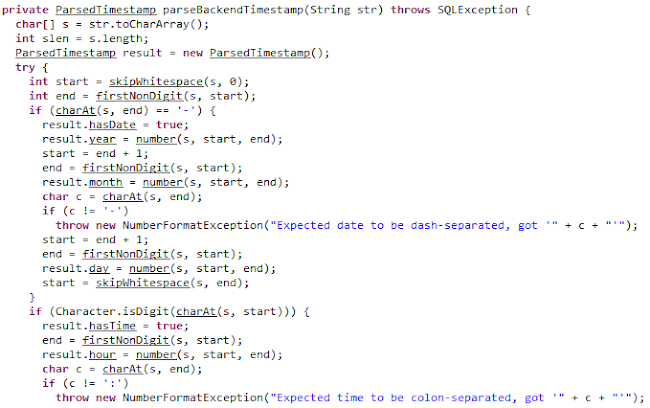 private ParsedTimestamp parseBackendTimestamp(String str) throws SQLException {
  char[] s = str.toCharArray();
  int slen = s.length;
  ParsedTimestamp result = new ParsedTimestamp();
  try {
    int start = skipWhitespace(s, 0);
    int end = firstNonDigit(s, start);
    if (charAt(s, end) == '-') {
      result.hasDate = true;
      result.year = number(s, start, end);
      start = end + 1;
      end = firstNonDigit(s, start);
      result.month = number(s, start, end);
      char c = charAt(s, end);
      if (c != '-')
        throw new NumberFormatException("Expected date to be dash-separated, got '" + c + "'");
      start = end + 1;
      end = firstNonDigit(s, start);
      result.day = number(s, start, end);
      start = skipWhitespace(s, end);
    }
    if (Character.isDigit(charAt(s, start))) {
      result.hasTime = true;
      end = firstNonDigit(s, start);
      result.hour = number(s, start, end);
      char c = charAt(s, end);
      if (c != ':')
        throw new NumberFormatException("Expected time to be colon-separated, got '" + c + "'");